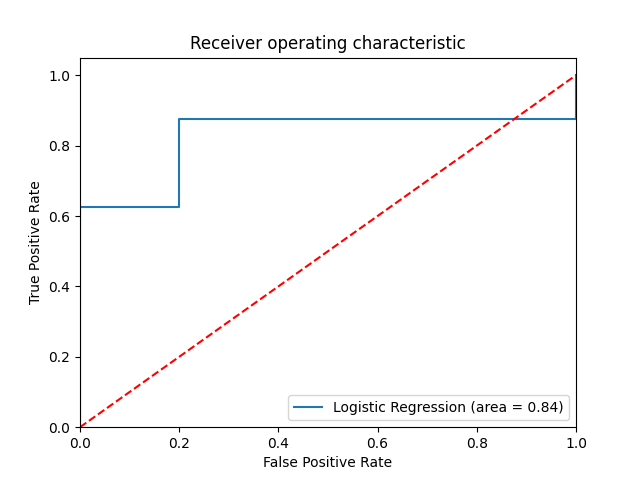 Receiver operating characteristic
True Positive Rate
1.0
0.8
0.6
0.4
0.2
0.0
Logistic Regression (area = 0.84)
0.0 0.2 0.4 0.6 0.8 1.0
False Positive Rate